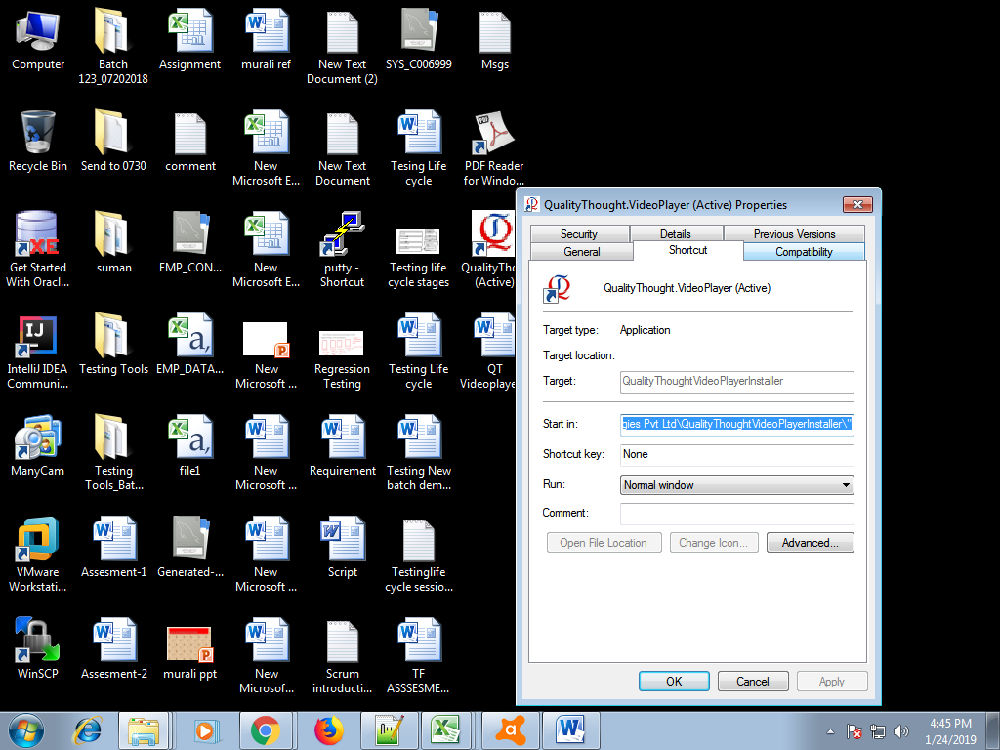 Computer
Batch
123_07202018
Assignment
murali ref
New Text
Document (2)
SYS_C006999
Msgs
Recycle Bin
Send to 0730
comment
New
Microsoft E...
New Text
Document
Tesing Life
cycle
PDF Reader
for Windo...
Get Started
With Oracl...
suman
EMP_CON...
New
Microsoft E...
putty -
Shortcut
Testing life
cycle stages
QualityTho
(Active)
IntelliJ IDEA
Communi...
Testing Tools
EMP_DATA...
New
Microsoft ...
Regression
Testing
Testing Life
cycle
QT
Videoplaye
ManyCam
Testing
Tools_Bat...
file1
New
Microsoft ...
Requirement
Testing New
batch dem...
VMware
Workstati...
Assesment-1
Generated-...
New
Microsoft ...
Script
Testinglife
cycle sessio...
WinSCP
Assesment-2
murali ppt
New
Microsof...
Scrum
introducti...
TF
ASSSESME...
QualityThought.VideoPlayer (Active) Properties
Security
Details
Previous Versions
General
Shortcut
Compatibility
QualityThought.VideoPlayer (Active)
Target type: Application
Target location:
Target: QualityThoughtVideoPlayerInstaller
Start in: gies Pvt Ltd\QualityThoughtVideoPlayerInstaller\"
Shortcut key: None
Run: Normal window
Comment:
Open File Location
Change Icon...
Advanced...
OK
Cancel
Apply
4:45 PM
1/24/2019